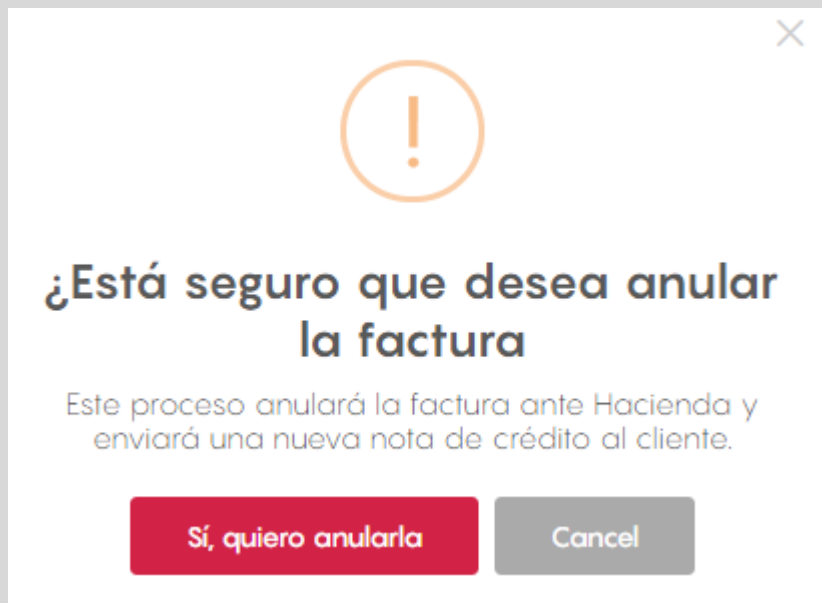 ¿Está seguro que desea anular
la factura
Este proceso anulará la factura ante Hacienda y
enviará una nueva nota de crédito al cliente.
Sí, quiero anularla
Cancel